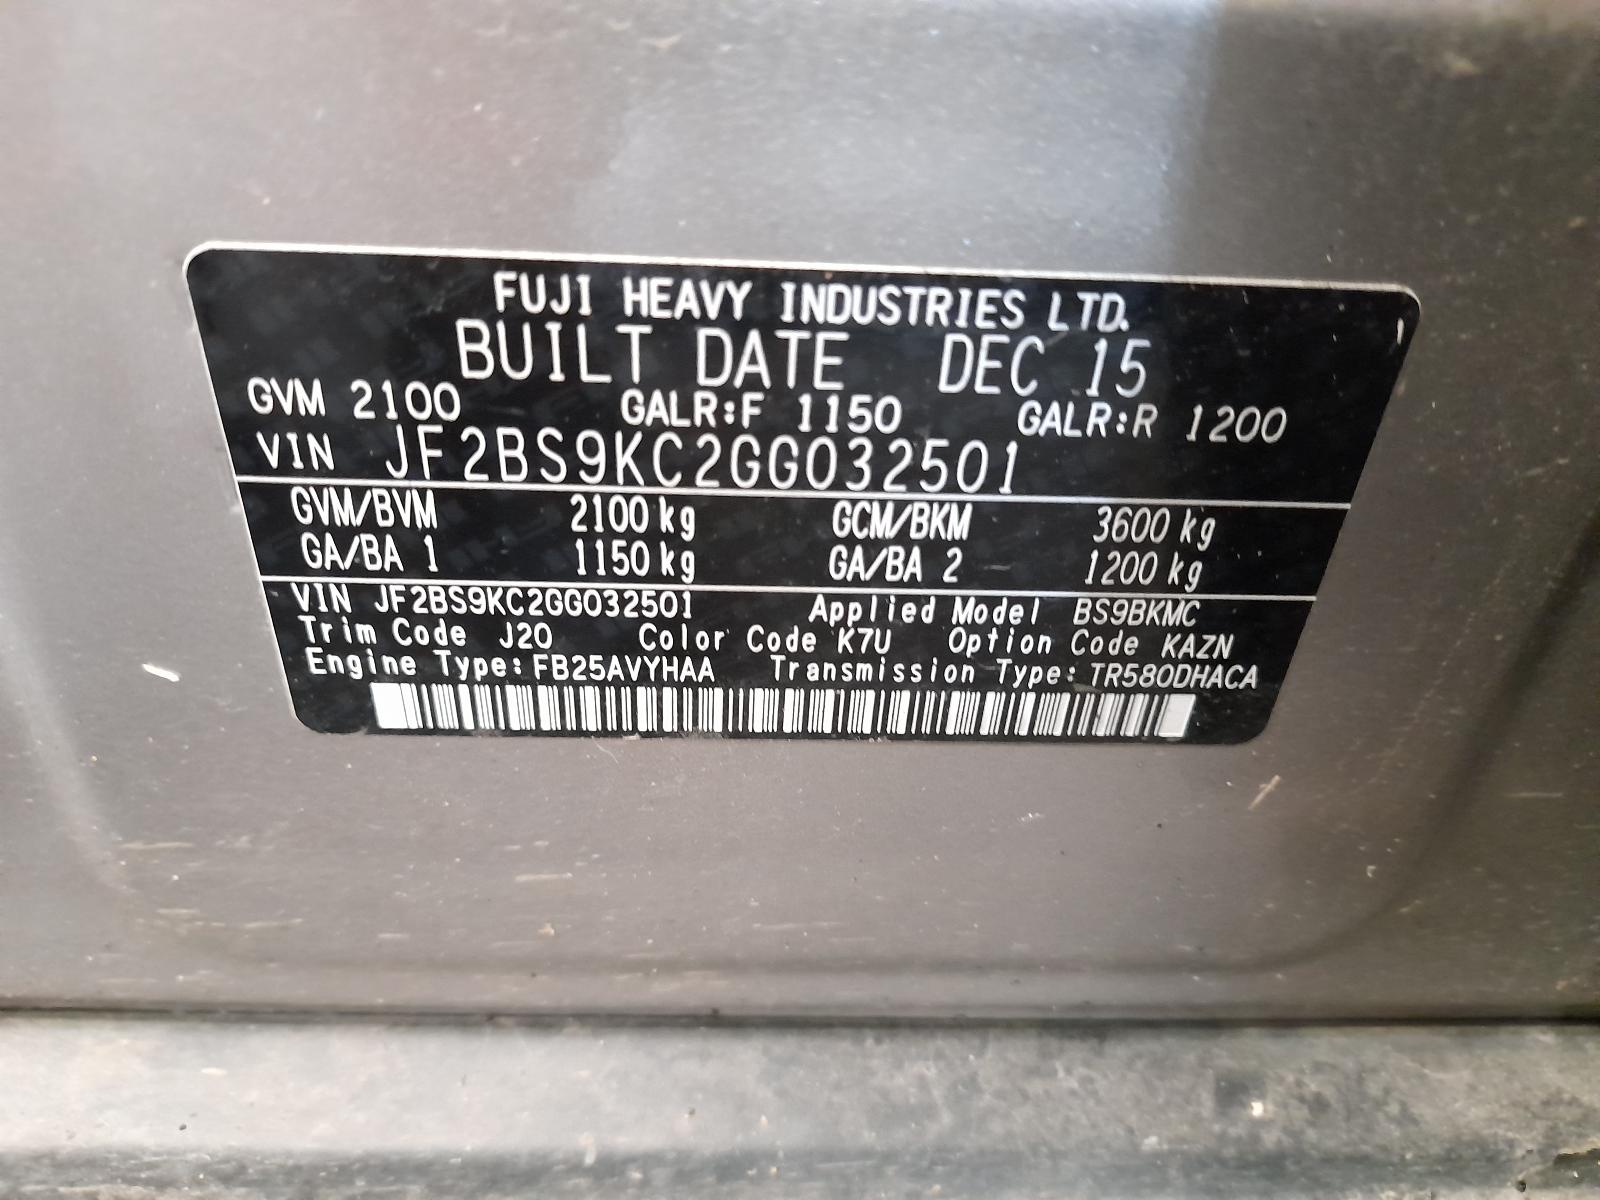 FUJI HEAVY INDUSTRIES LTD.
BUILT DATE DEC 15
GVM 2100 GALR:F 1150 GALR:R 1200
VIN JF2BS9KC2GG032501
GVM/BVM 2100 kg GCM/BKM 3600 kg
GA/BA 1 1150 kg GA/BA 2 1200 kg
VIN JF2BS9KC2GG032501 Applied Model BS9BKMC
Trim Code J20 Color Code K7U Option Code KAZN
Engine Type: FB25AVYHAA Transmission Type: TR580DHACA